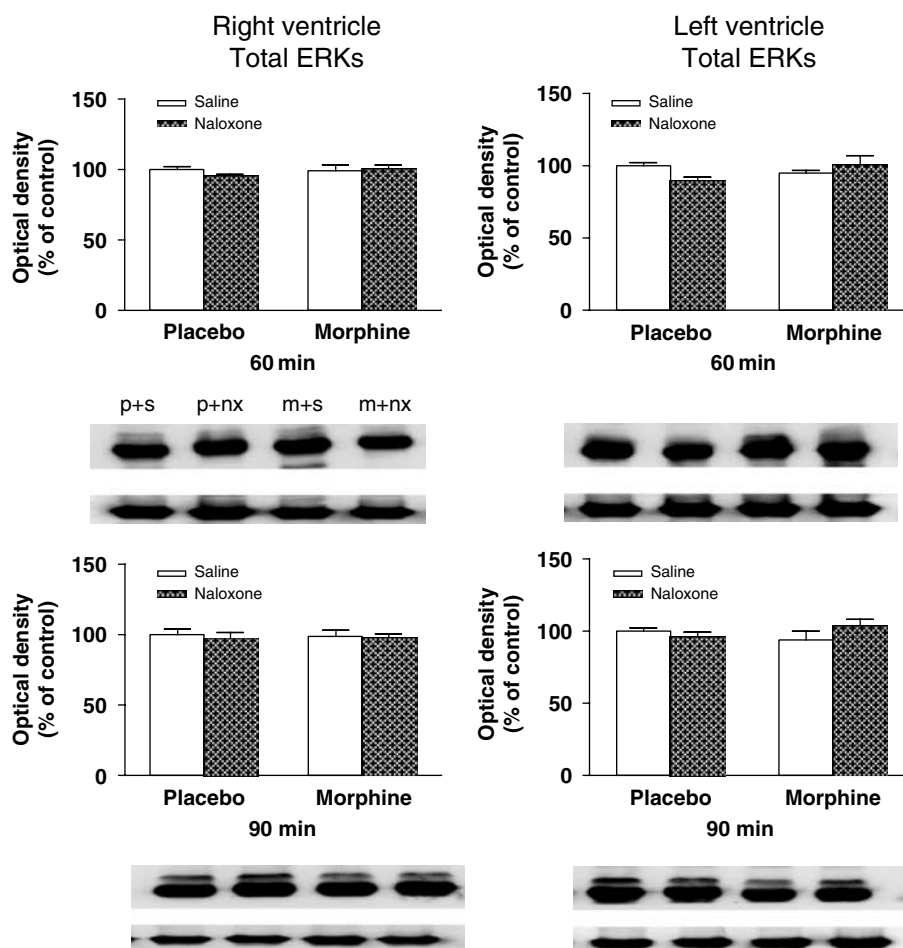 Right ventricle
Total ERKs
Optical density
(% of control)
150
100
50
0
Saline
Naloxone
Placebo
Morphine
60 min
Left ventricle
Total ERKs
Optical density
(% of control)
150
100
50
0
Saline
Naloxone
Placebo
Morphine
60 min
p+s
p+nx
m+s
m+nx
Optical density
(% of control)
150
100
50
0
Saline
Naloxone
Placebo
Morphine
90 min
Optical density
(% of control)
150
100
50
0
Saline
Naloxone
Placebo
Morphine
90 min